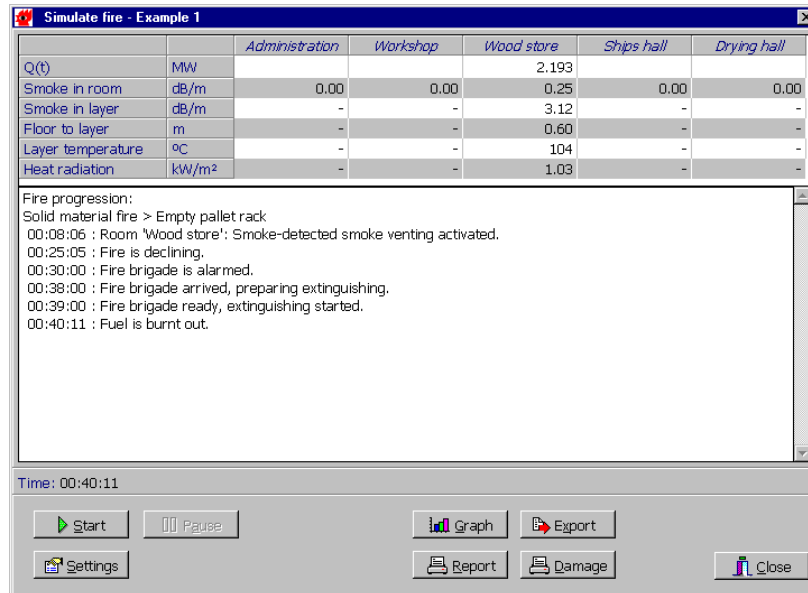 Simulate fire - Example 1
Administration Workshop Wood store Ships hall Drying hall
Q(t) MW 2.193
Smoke in room dB/m 0.00 0.00 0.25 0.00 0.00
Smoke in layer dB/m - - 3.12 - -
Floor to layer m - - 0.60 - -
Layer temperature ºC - - 104 - -
Heat radiation kW/m² - - 1.03 - -
Fire progression:
Solid material fire > Empty pallet rack
00:08:06 : Room 'Wood store': Smoke-detected smoke venting activated.
00:25:05 : Fire is declining.
00:30:00 : Fire brigade is alarmed.
00:38:00 : Fire brigade arrived, preparing extinguishing.
00:39:00 : Fire brigade ready, extinguishing started.
00:40:11 : Fuel is burnt out.
Time: 00:40:11
Start Pause Graph Export
Settings Report Damage Close